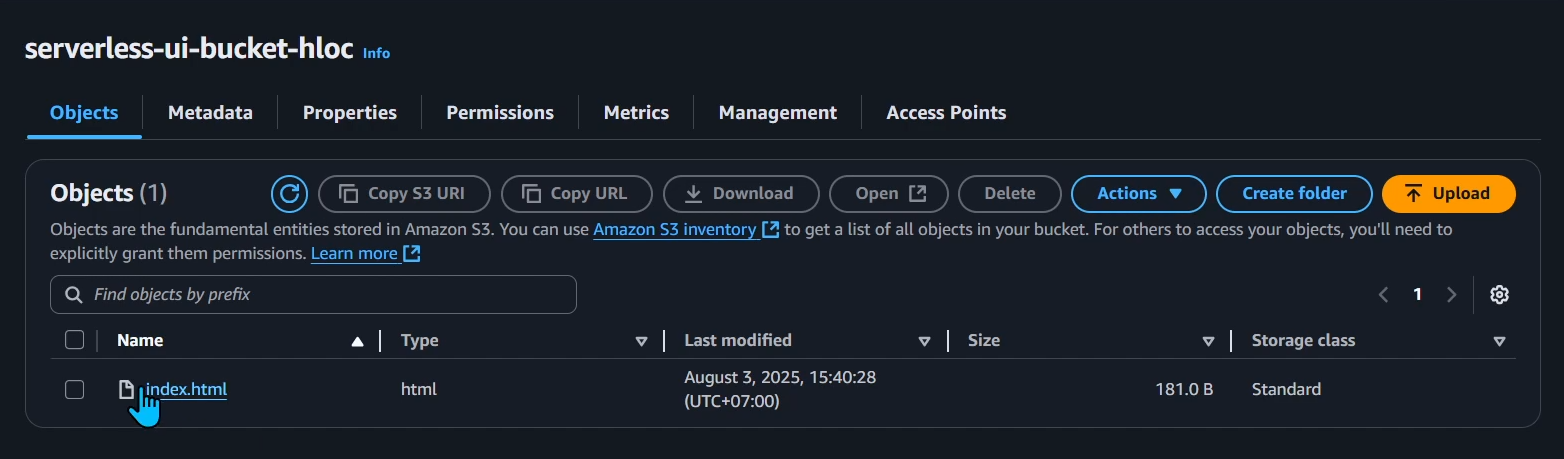 serverless-ui-bucket-hloc Info
Objects Metadata Properties Permissions Metrics Management Access Points
Objects (1) Copy S3 URI Copy URL Download Open Delete Actions Create folder Upload
Objects are the fundamental entities stored in Amazon S3. You can use Amazon S3 inventory to get a list of all objects in your bucket. For others to access your objects, you'll need to
explicitly grant them permissions. Learn more
Find objects by prefix 1
Name Type Last modified Size Storage class
index.html html August 3, 2025, 15:40:28 181.0 B Standard
(UTC+07:00)